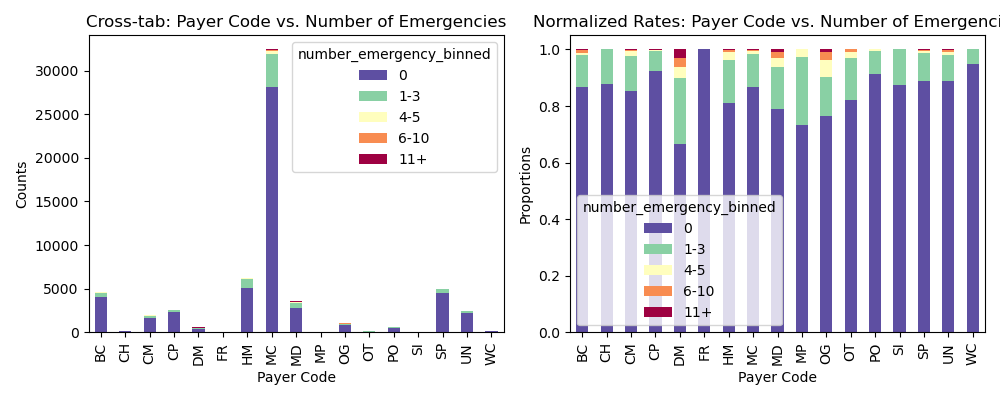 Cross-tab: Payer Code vs. Number of Emergencies
number_emergency_binned
0
1-3
4-5
6-10
11+
Counts
30000
25000
20000
15000
10000
5000
0
BC CH CM CP DM FR HM MC MD MP OG OT PO SI SP UN WC
Payer Code
Normalized Rates: Payer Code vs. Number of Emergenci
Proportions
1.0
0.8
0.6
0.4
0.2
0.0
number_emergency_binned
0
1-3
4-5
6-10
11+
BC CH CM CP DM FR HM MC MD MP OG OT PO SI SP UN WC
Payer Code